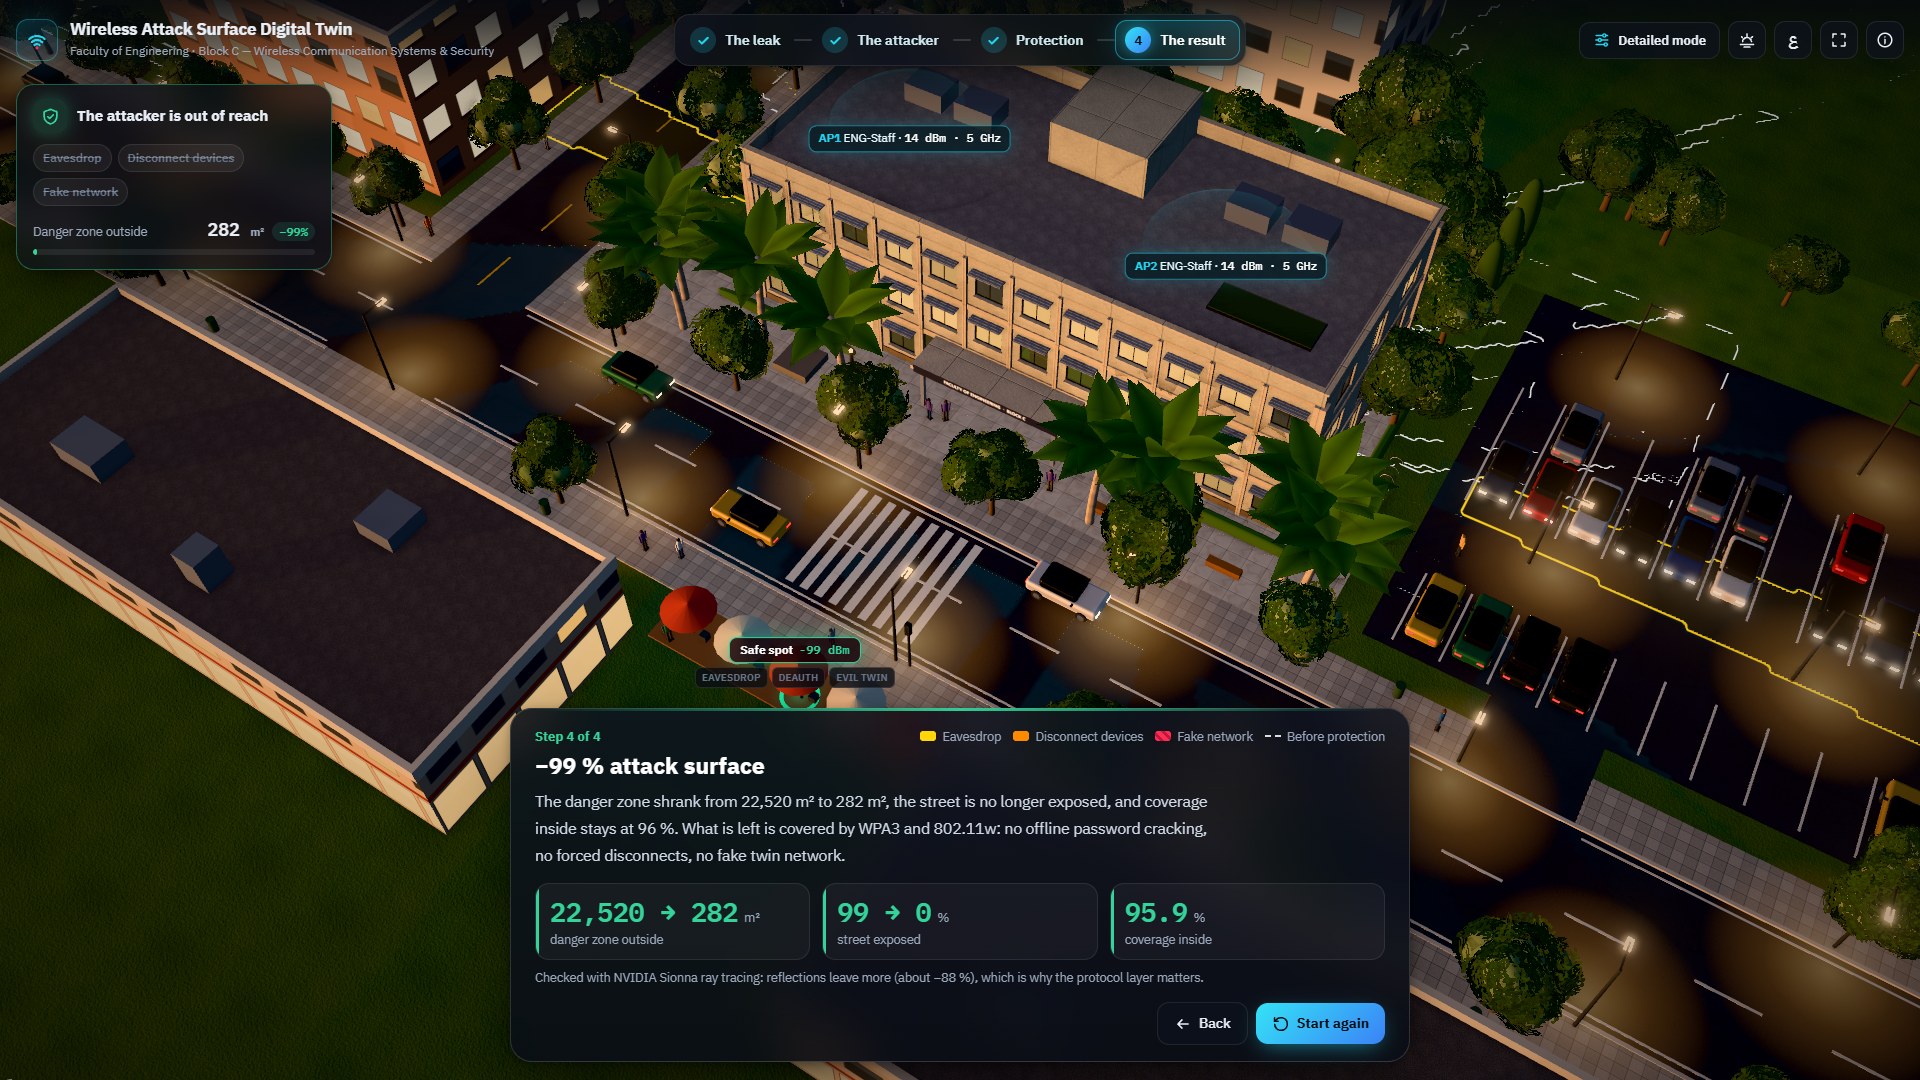 Wireless Attack Surface Digital Twin
Faculty of Engineering · Block C — Wireless Communication Systems & Security
The leak
The attacker
Protection
4 The result
Detailed mode
ع
The attacker is out of reach
Eavesdrop
Disconnect devices
Fake network
Danger zone outside 282 m² −99%
AP1 ENG-Staff · 14 dBm · 5 GHz
AP2 ENG-Staff · 14 dBm · 5 GHz
Safe spot -99 dBm
EAVESDROP
DEAUTH
EVIL TWIN
Step 4 of 4
Eavesdrop
Disconnect devices
Fake network
Before protection
−99 % attack surface
The danger zone shrank from 22,520 m² to 282 m², the street is no longer exposed, and coverage
inside stays at 96 %. What is left is covered by WPA3 and 802.11w: no offline password cracking,
no forced disconnects, no fake twin network.
22,520 → 282 m²
danger zone outside
99 → 0 %
street exposed
95.9 %
coverage inside
Checked with NVIDIA Sionna ray tracing: reflections leave more (about −88 %), which is why the protocol layer matters.
← Back
Start again